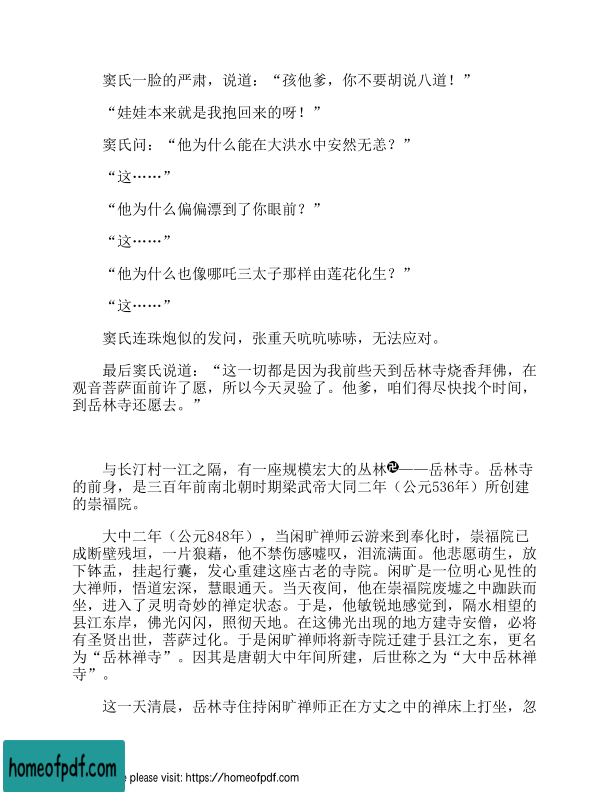 窦氏一脸的严肃，说道：“孩他爹，你不要胡说八道！”
“娃娃本来就是我抱回来的呀！”
窦氏问：“他为什么能在大洪水中安然无恙？”
“这……”
“他为什么偏偏漂到了你眼前？”
“这……”
“他为什么也像哪吒三太子那样由莲花化生？”
“这……”
窦氏连珠炮似的发问，张重天吭吭哧哧，无法应对。
最后窦氏说道：“这一切都是因为我前些天到岳林寺烧香拜佛，在
观音菩萨面前许了愿，所以今天灵验了。他爹，咱们得尽快找个时间，
到岳林寺还愿去。”
与长汀村一江之隔，有一座规模宏大的丛林卍——岳林寺。岳林寺
的前身，是三百年前南北朝时期梁武帝大同二年（公元536年）所创建
的崇福院。
大中二年（公元848年），当闲旷禅师云游来到奉化时，崇福院已
成断壁残垣，一片狼藉，他不禁伤感嘘叹，泪流满面。他悲愿萌生，放
下钵盂，挂起行囊，发心重建这座古老的寺院。闲旷是一位明心见性的
大禅师，悟道宏深，慧眼通天。当天夜间，他在崇福院废墟之中跏趺而
坐，进入了灵明奇妙的禅定状态。于是，他敏锐地感觉到，隔水相望的
县江东岸，佛光闪闪，照彻天地。在这佛光出现的地方建寺安僧，必将
有圣贤出世，菩萨过化。于是闲旷禅师将新寺院迁建于县江之东，更名
为“岳林禅寺”。因其是唐朝大中年间所建，后世称之为“大中岳林禅
寺”。
这一天清晨，岳林寺住持闲旷禅师正在方丈之中的禅床上打坐，忽
homeofpdf.com
e please visit: https://homeofpdf.com